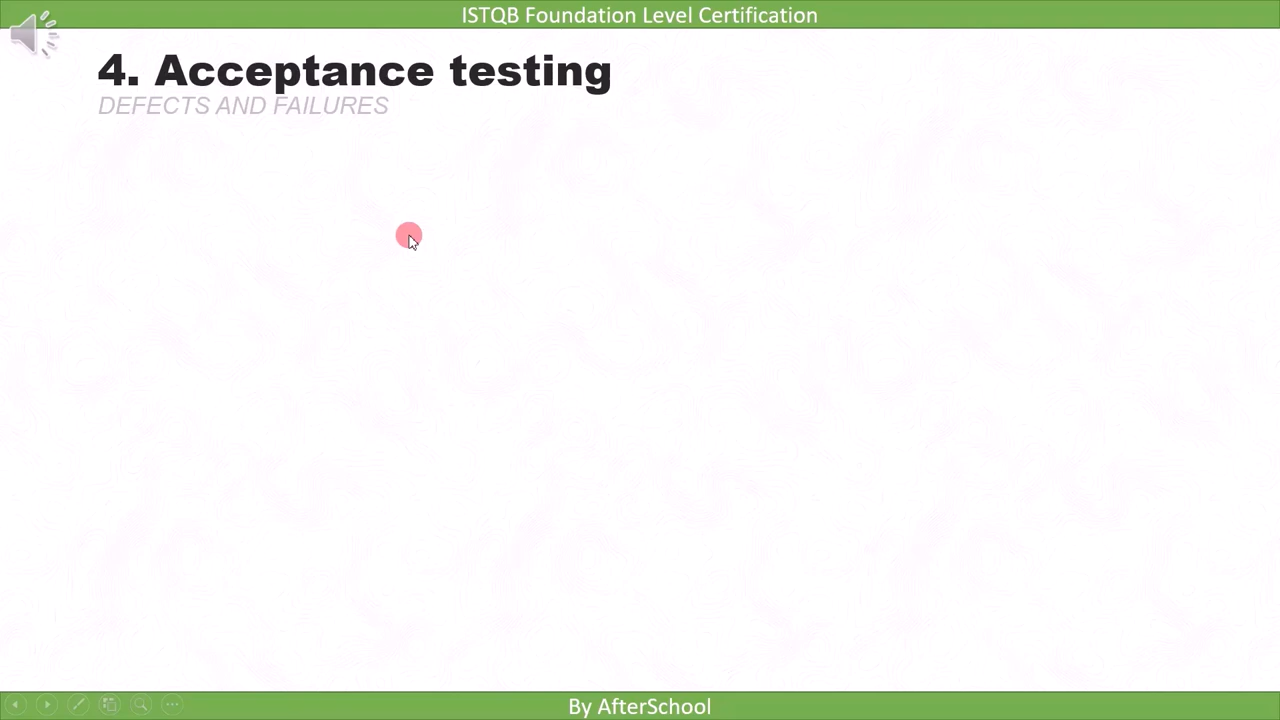 ISTQB Foundation Level Certification
4. Acceptance testing
DEFECTS AND FAILURES
By AfterSchool